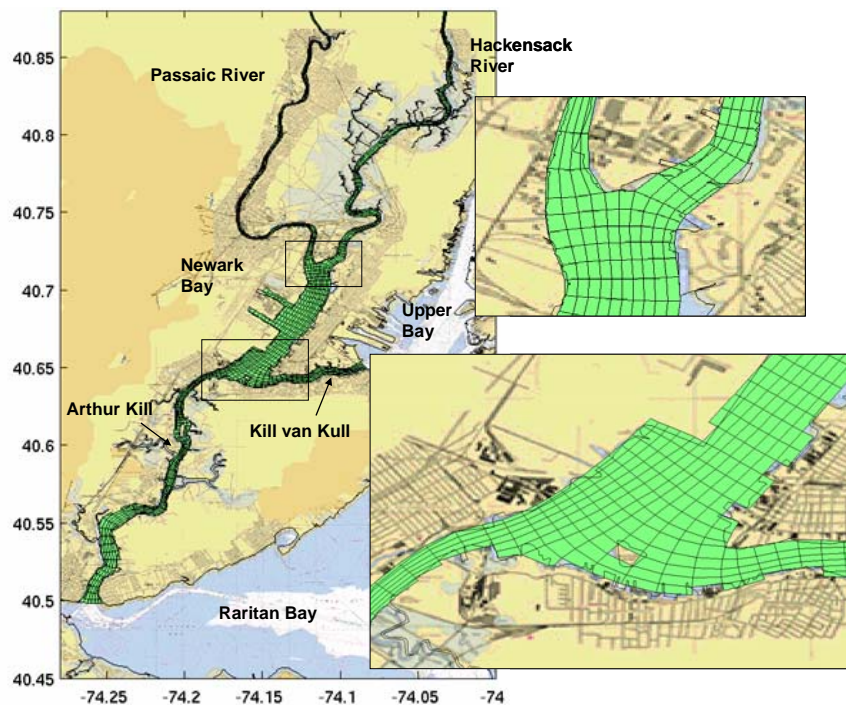 40.85
Hackensack
River
Passaic River
40.8
40.75
Newark
Bay
40.7
Upper
Bay
40.65
Arthur Kill
Kill van Kull
40.6
40.55
40.5
Raritan Bay
40.45
-74.25
-74.2
-74.15
-74.1
-74.05
-74